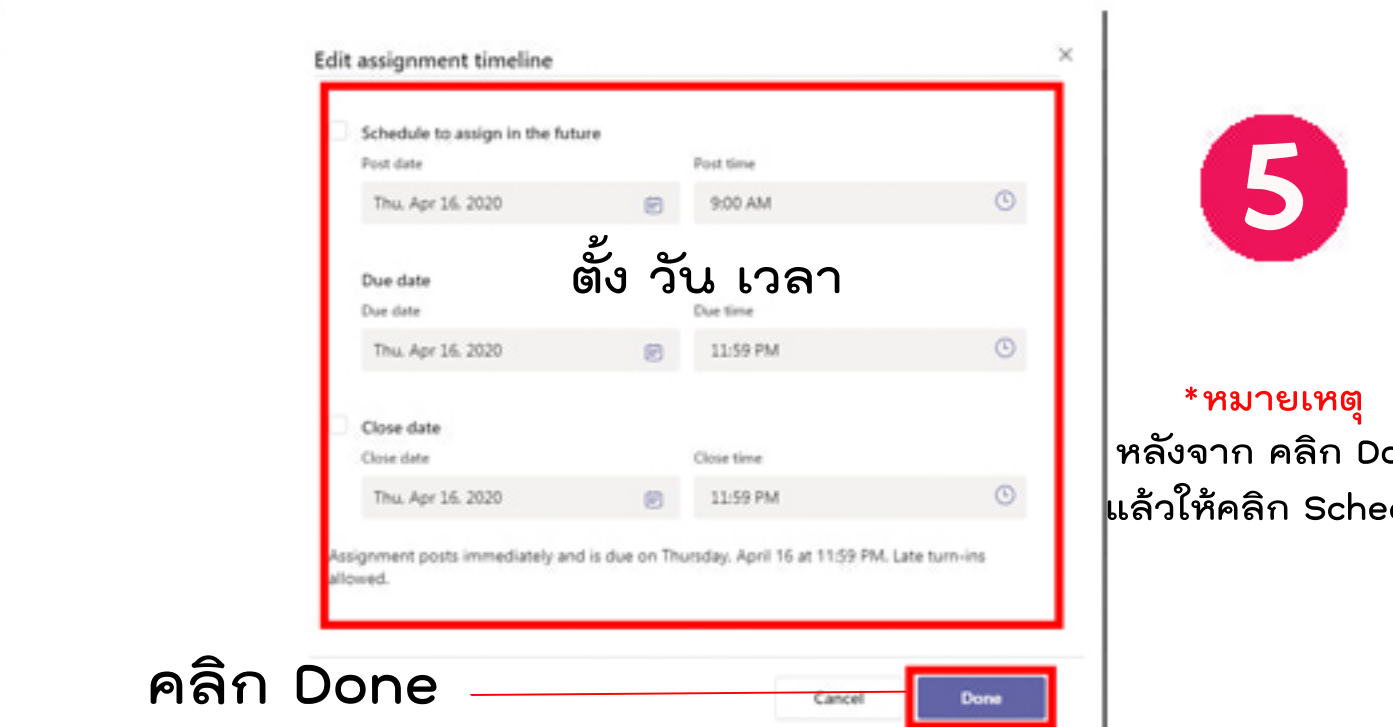 Edit assignment timeline
Schedule to assign in the future
Post date Post time
Thu, Apr 16, 2020 9:00 AM
ตั้ง วัน เวลา
Due date
Due date Due time
Thu, Apr 16, 2020 11:59 PM
Close date
Close date Close time
Thu, Apr 16, 2020 11:59 PM
Assignment posts immediately and is due on Thursday, April 16 at 11:59 PM. Late turn-ins
allowed.
คลิก Done
Cancel Done
5
*หมายเหตุ
หลังจาก คลิก
แล้วให้คลิก